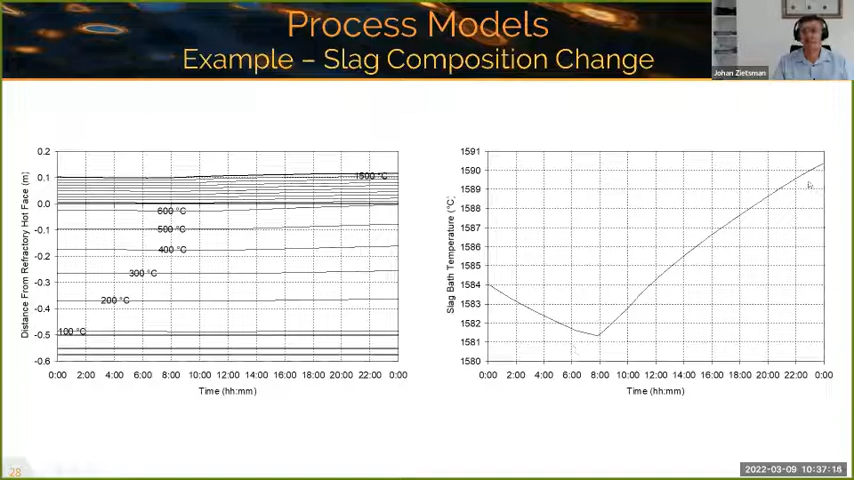 Process Models
Example – Slag Composition Change
Johan Zietsman
0.2
0.1
0.0
-0.1
-0.2
-0.3
-0.4
-0.5
-0.6
Distance From Refractory Hot Face (m)
1500 °C
600 °C
500 °C
400 °C
300 °C
200 °C
100 °C
0:00 2:00 4:00 6:00 8:00 10:00 12:00 14:00 16:00 18:00 20:00 22:00 0:00
Time (hh:mm)
1591
1590
1589
1588
1587
1586
1585
1584
1583
1582
1581
1580
Slag Bath Temperature (°C)
0:00 2:00 4:00 6:00 8:00 10:00 12:00 14:00 16:00 18:00 20:00 22:00 0:00
Time (hh:mm)
28
2022-03-09 10:37:15